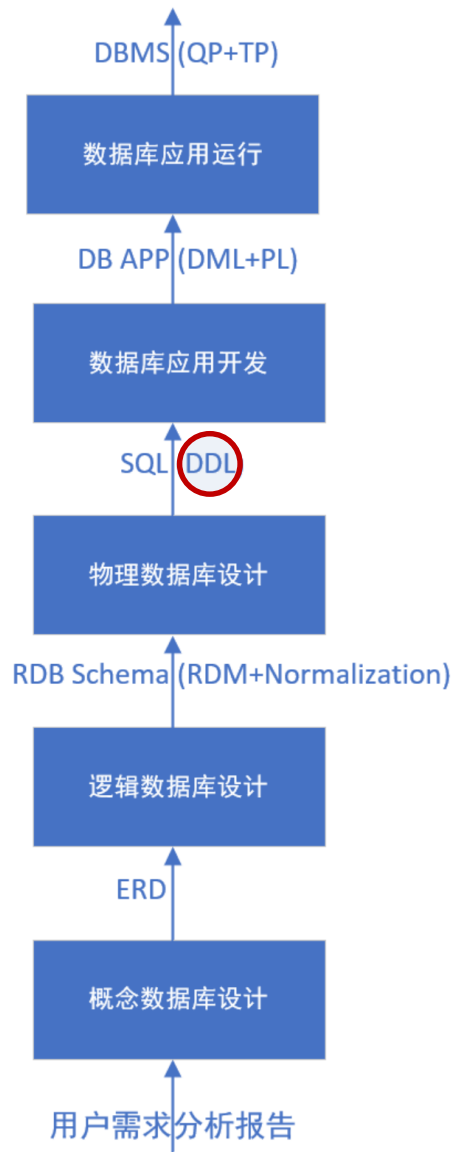 DBMS (QP+TP)
数据库应用运行
DB APP (DML+PL)
数据库应用开发
SQL DDL
物理数据库设计
RDB Schema (RDM+Normalization)
逻辑数据库设计
ERD
概念数据库设计
用户需求分析报告